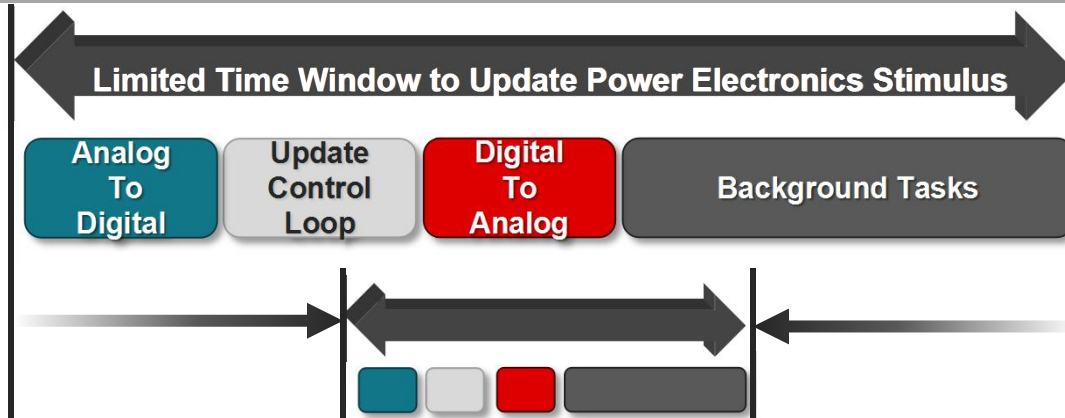 Limited Time Window to Update Power Electronics Stimulus
Analog
To
Digital
Update
Control
Loop
Digital
To
Analog
Background Tasks